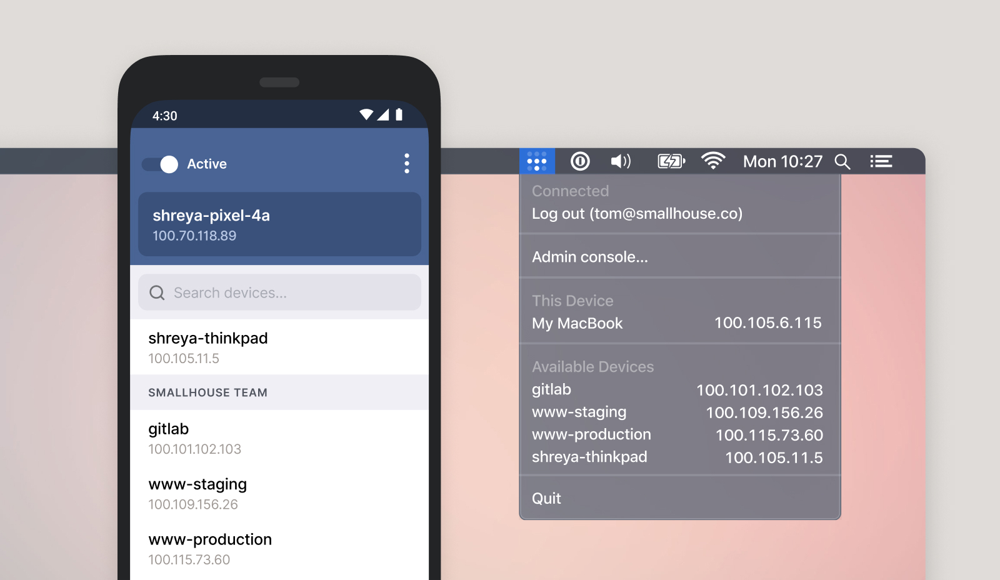 4:30
Active
shreya-pixel-4a
100.70.118.89
Search devices...
shreya-thinkpad
100.105.11.5
SMALLHOUSE TEAM
gitlab
100.101.102.103
www-staging
100.109.156.26
www-production
100.115.73.60
Mon 10:27
Connected
Log out (tom@smallhouse.co)
Admin console...
This Device
My MacBook 100.105.6.115
Available Devices
gitlab 100.101.102.103
www-staging 100.109.156.26
www-production 100.115.73.60
shreya-thinkpad 100.105.11.5
Quit